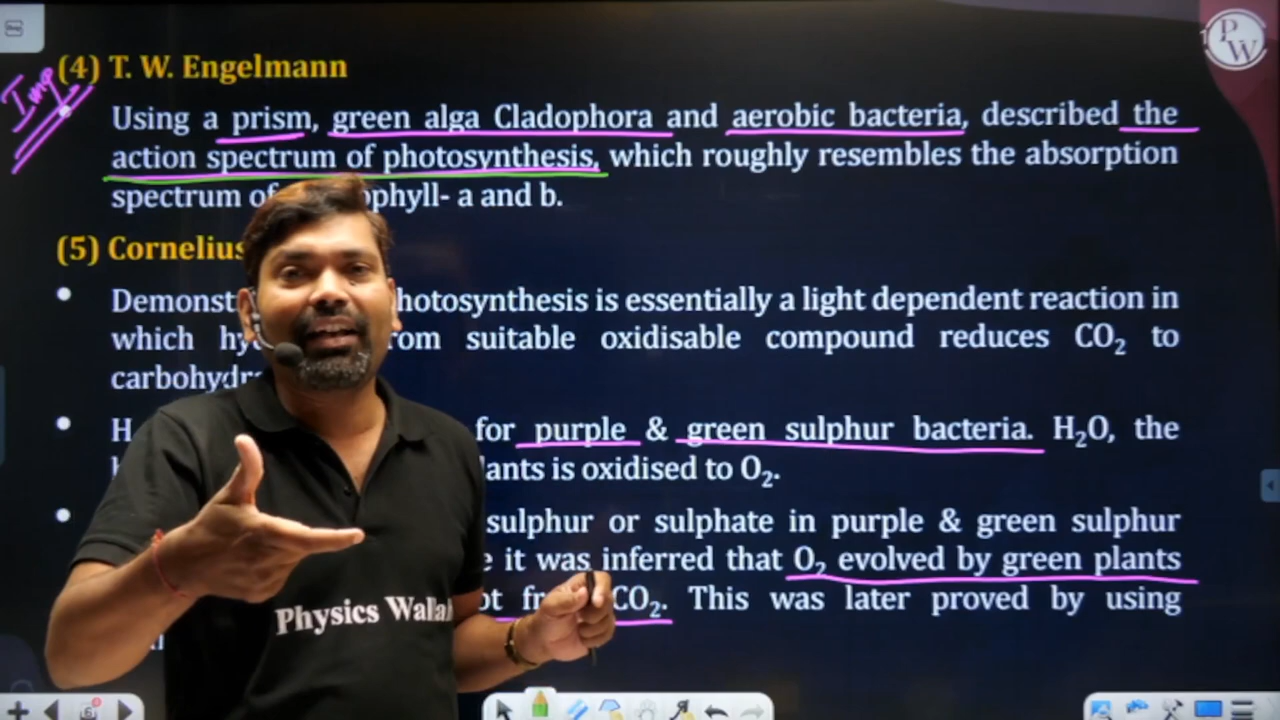 Imp
(4) T. W. Engelmann
Using a prism, green alga Cladophora and aerobic bacteria, described the
action spectrum of photosynthesis, which roughly resembles the absorption
spectrum of ophyll- a and b.
(5) Cornelius
Demonst hotosynthesis is essentially a light dependent reaction in
which hy rom suitable oxidisable compound reduces CO₂ to
carbohydr
H for purple & green sulphur bacteria. H₂O, the
lants is oxidised to O₂.
sulphur or sulphate in purple & green sulphur
e it was inferred that O₂ evolved by green plants
ot fr CO₂. This was later proved by using
Physics Wallah
PW